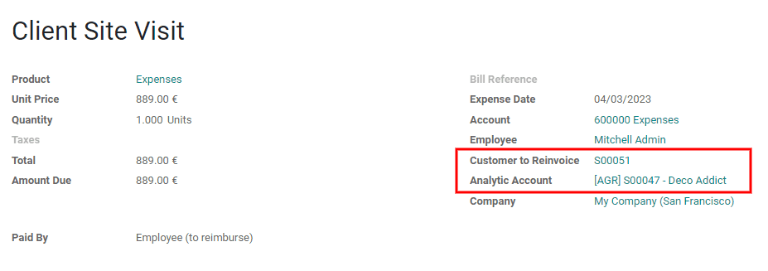 Client Site Visit
Product Expenses
Unit Price 889.00 €
Quantity 1.000 Units
Taxes
Total 889.00 €
Amount Due 889.00 €
Paid By Employee (to reimburse)
Bill Reference
Expense Date 04/03/2023
Account 600000 Expenses
Employee Mitchell Admin
Customer to Reinvoice S00051
Analytic Account [AGR] S00047 - Deco Addict
Company My Company (San Francisco)